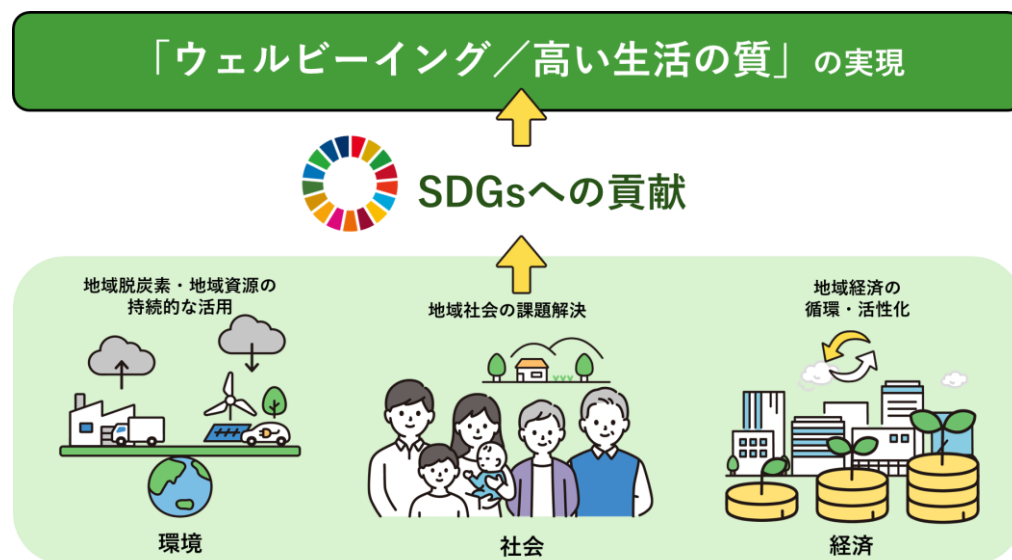 「ウェルビーイング／高い生活の質」の実現
SDGsへの貢献
地域脱炭素・地域資源の
持続的な活用
環境
地域社会の課題解決
社会
地域経済の
循環・活性化
経済